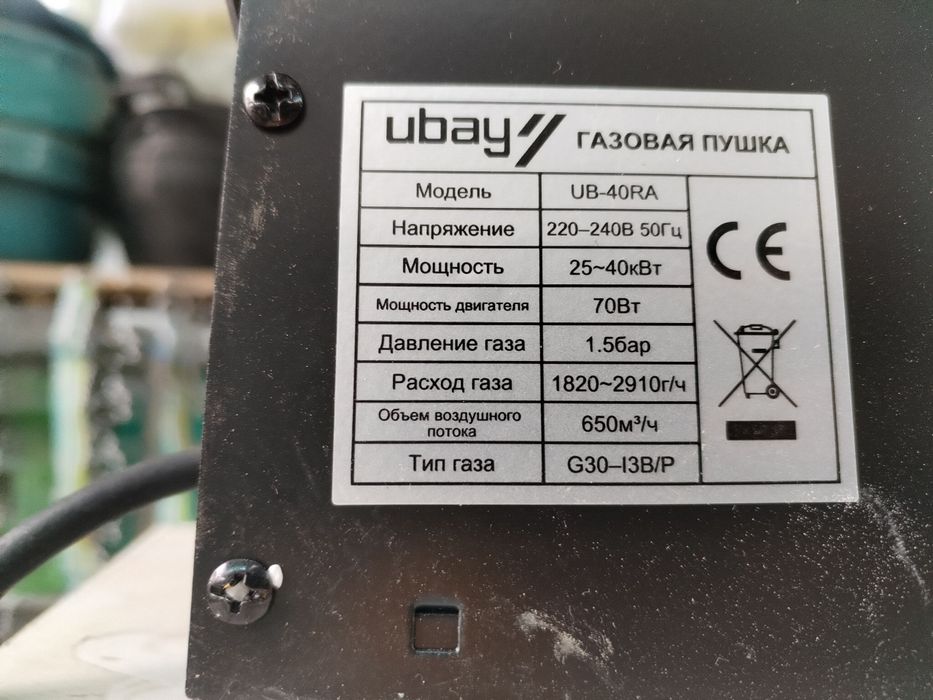 ubay ГАЗОВАЯ ПУШКА
Модель UB-40RA
Напряжение 220–240В 50Гц
Мощность 25~40кВт
Мощность двигателя 70Вт
Давление газа 1.5бар
Расход газа 1820~2910г/ч
Объем воздушного
потока 650м³/ч
Тип газа G30–I3B/P
CE